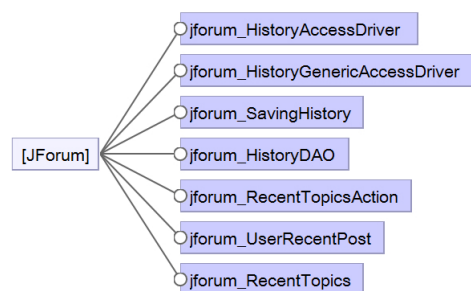 jforum_HistoryAccessDriver
jforum_HistoryGenericAccessDriver
jforum_SavingHistory
[JForum]
jforum_HistoryDAO
jforum_RecentTopicsAction
jforum_UserRecentPost
jforum_RecentTopics